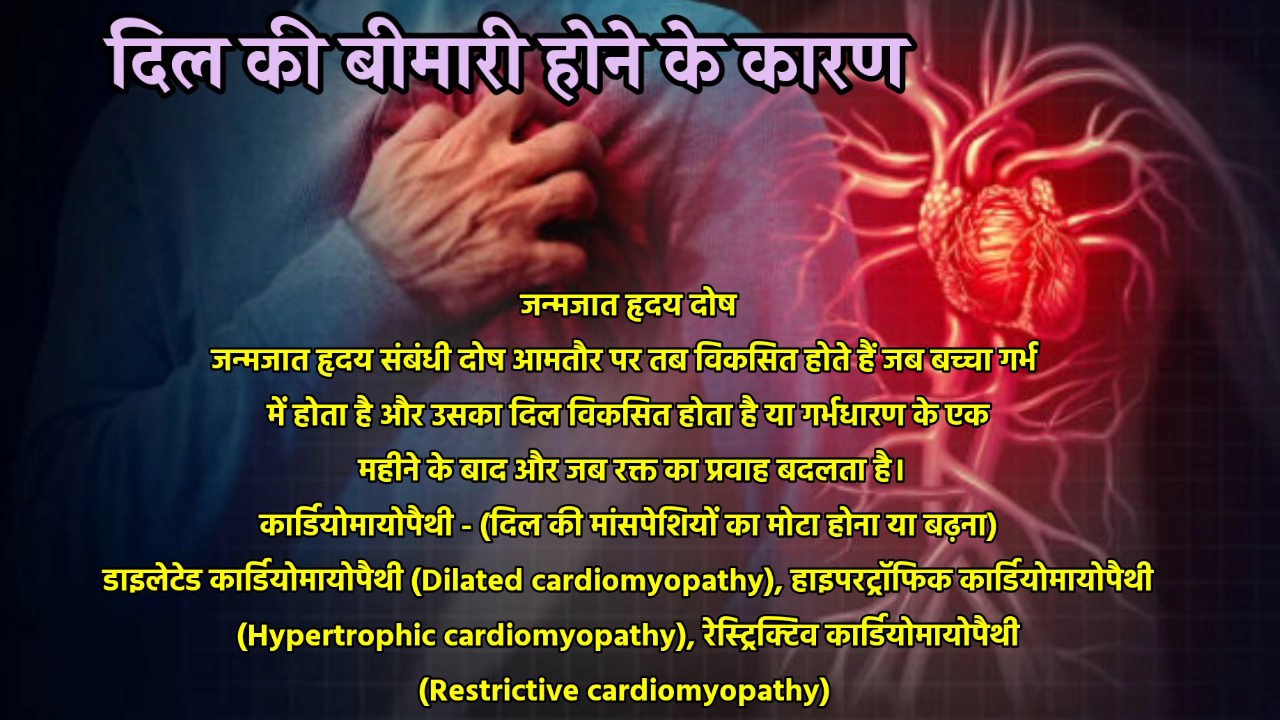 दिल की बीमारी होने के कारण
जन्मजात हृदय दोष
जन्मजात हृदय संबंधी दोष आमतौर पर तब विकसित होते हैं जब बच्चा गर्भ
में होता है और उसका दिल विकसित होता है या गर्भधारण के एक
महीने के बाद और जब रक्त का प्रवाह बदलता है।
कार्डियोमायोपैथी - (दिल की मांसपेशियों का मोटा होना या बढ़ना)
डाइलेटेड कार्डियोमायोपैथी (Dilated cardiomyopathy), हाइपरट्रॉफिक कार्डियोमायोपैथी
(Hypertrophic cardiomyopathy), रेस्ट्रिक्टिव कार्डियोमायोपैथी
(Restrictive cardiomyopathy)